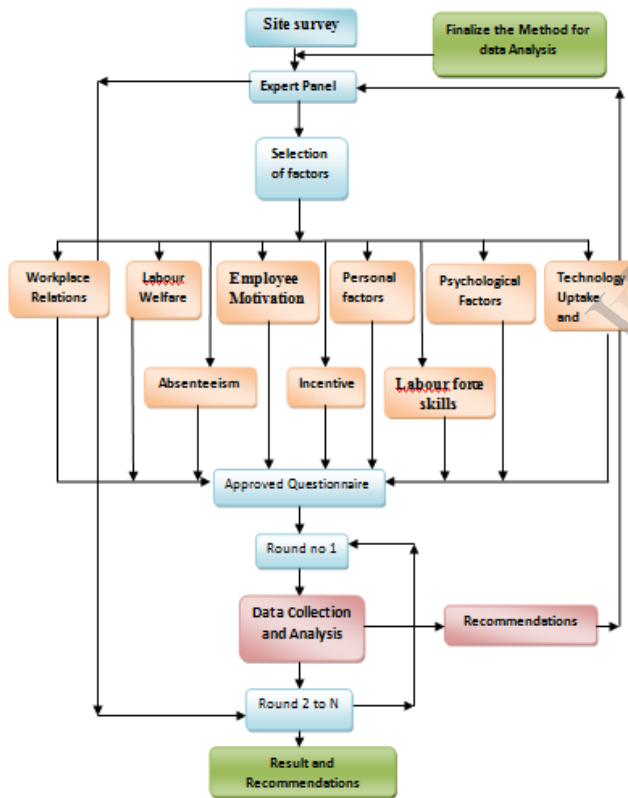 Site survey
Finalize the Method for
data Analysis
Expert Panel
Selection
of factors
Workplace
Relations
Labour
Welfare
Employee
Motivation
Personal
factors
Psychological
Factors
Technology
Uptake
and
Absenteeism
Incentive
Labour force
skills
Approved Questionnaire
Round no 1
Data Collection
and Analysis
Recommendations
Round 2 to N
Result and
Recommendations